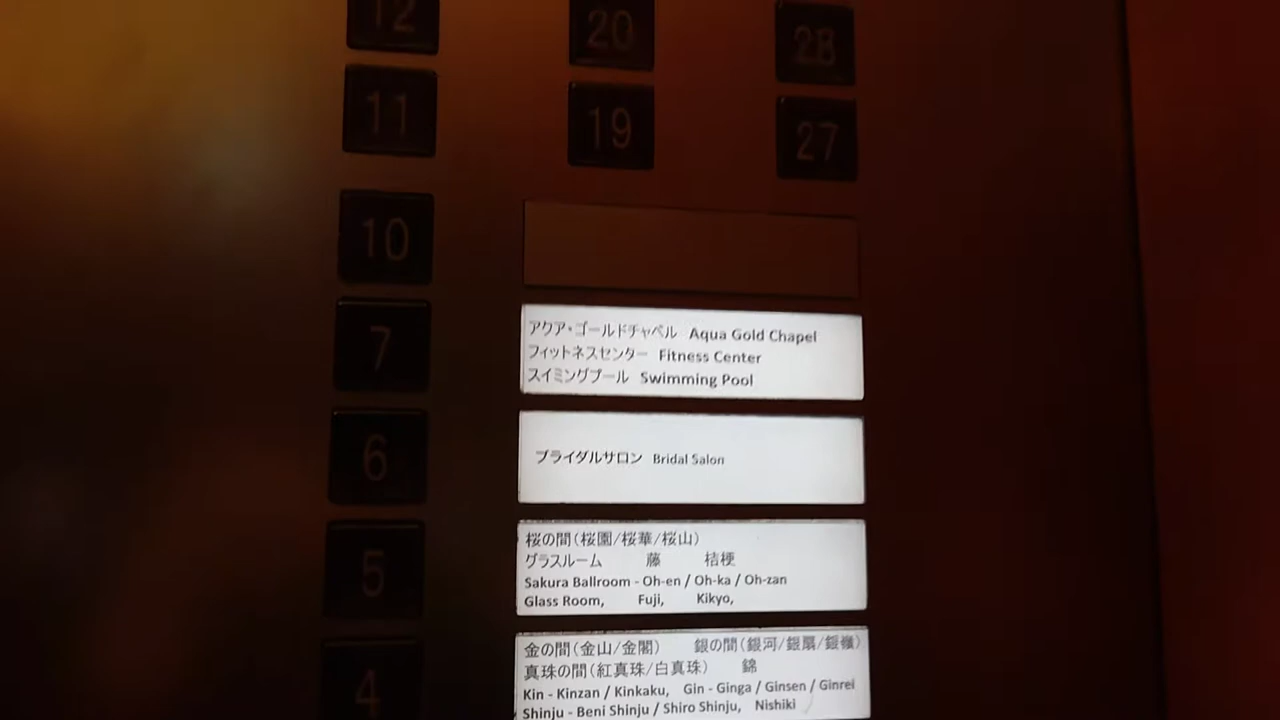 12 20 28
11 19 27
10
7
アクア・ゴールドチャペル Aqua Gold Chapel
フィットネスセンター Fitness Center
スイミングプール Swimming Pool
6
ブライダルサロン Bridal Salon
5
桜の間(桜園/桜華/桜山)
グラスルーム 藤 桔梗
Sakura Ballroom - Oh-en / Oh-ka / Oh-zan
Glass Room, Fuji, Kikyo,
4
金の間(金山/金閣) 銀の間(銀河/銀扇/銀嶺)
真珠の間(紅真珠/白真珠) 錦
Kin - Kinzan / Kinkaku, Gin - Ginga / Ginsen / Ginrei
Shinju - Beni Shinju / Shiro Shinju, Nishiki